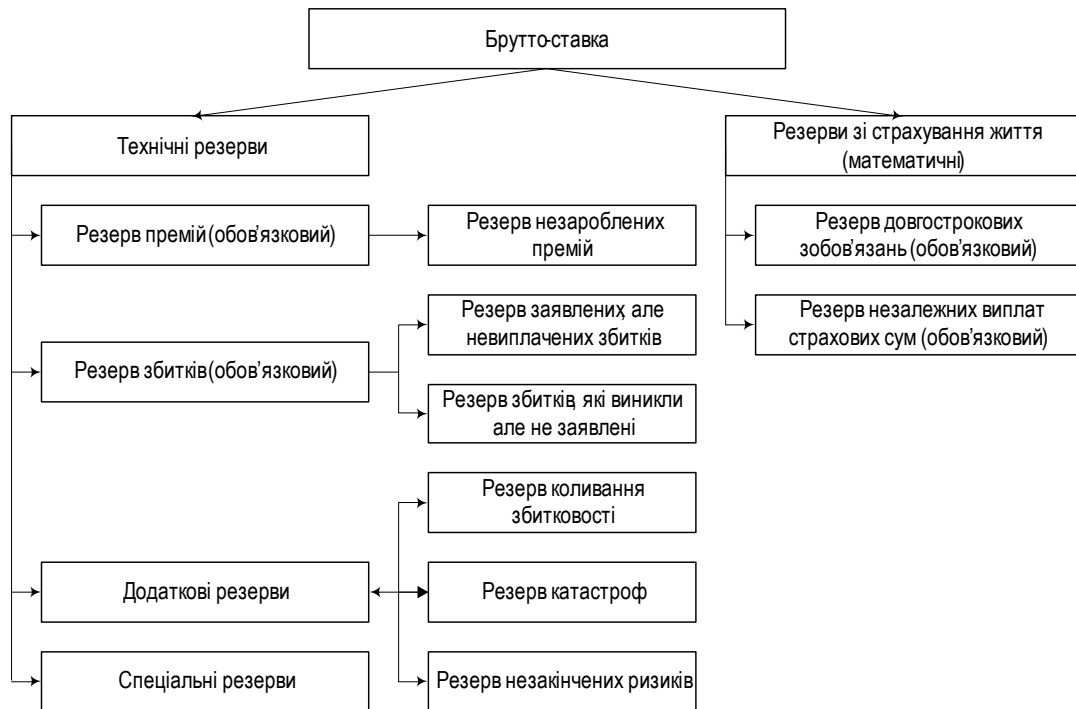 Брутто-ставка
Технічні резерви
Резерви зі страхування життя
(математичні)
Резерв премій (обов'язковий)
Резерв незароблених
премій
Резерв довгострокових
зобов'язань (обов'язковий)
Резерв заявлених, але
невиплачених збитків
Резерв незалежних виплат
страхових сум (обов'язковий)
Резерв збитків (обов'язковий)
Резерв збитків, які виникли
але не заявлені
Резерв коливання
збитковості
Додаткові резерви
Резерв катастроф
Спеціальні резерви
Резерв незакінчених ризиків